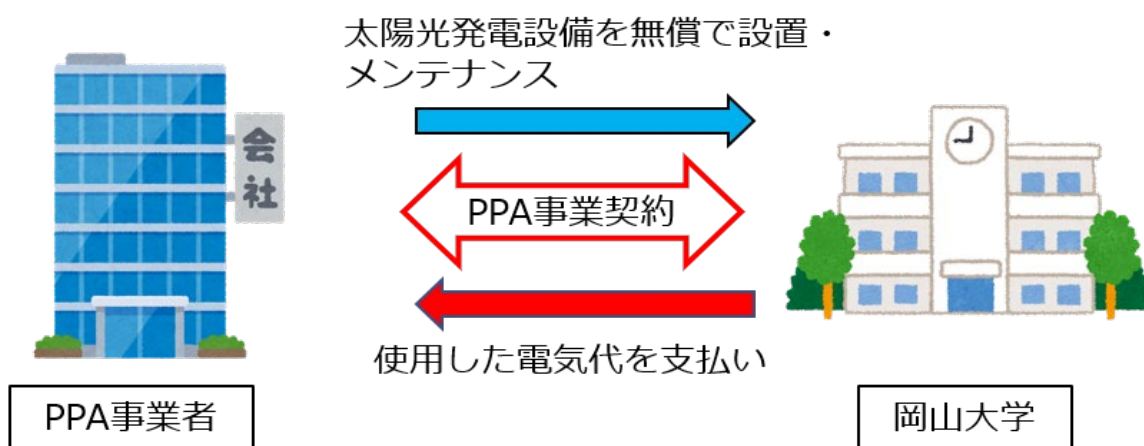 太陽光発電設備を無償で設置・
メンテナンス
会社
PPA事業契約
使用した電気代を支払い
PPA事業者
岡山大学